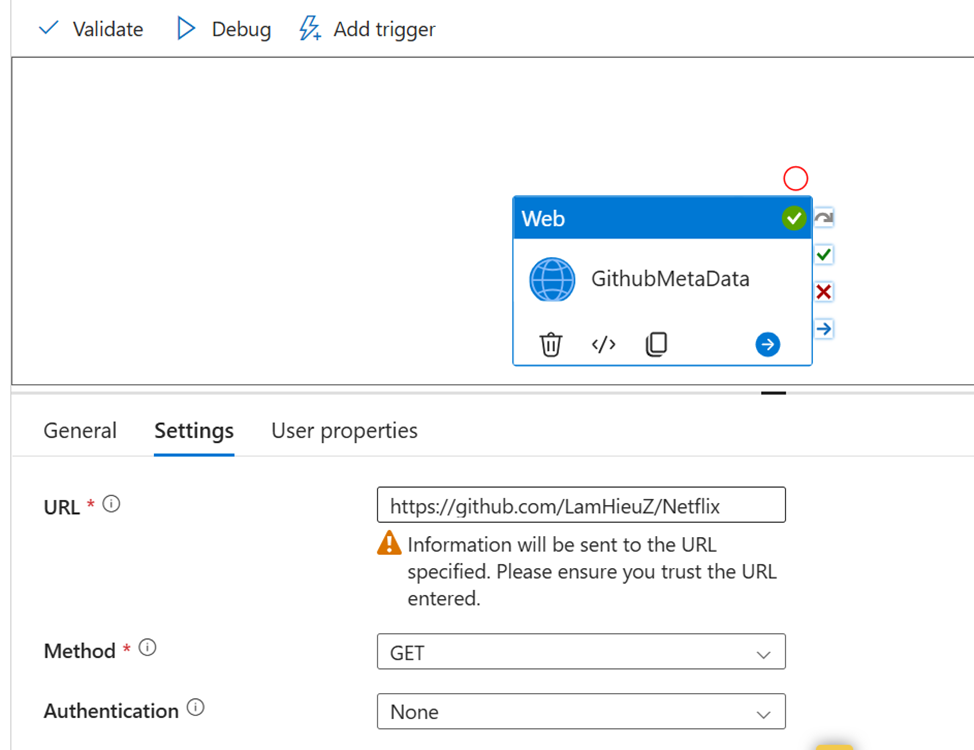 Validate Debug Add trigger
Web
GithubMetaData
General Settings User properties
URL *
https://github.com/LamHieuZ/Netflix
Information will be sent to the URL
specified. Please ensure you trust the URL
entered.
Method *
GET
Authentication
None